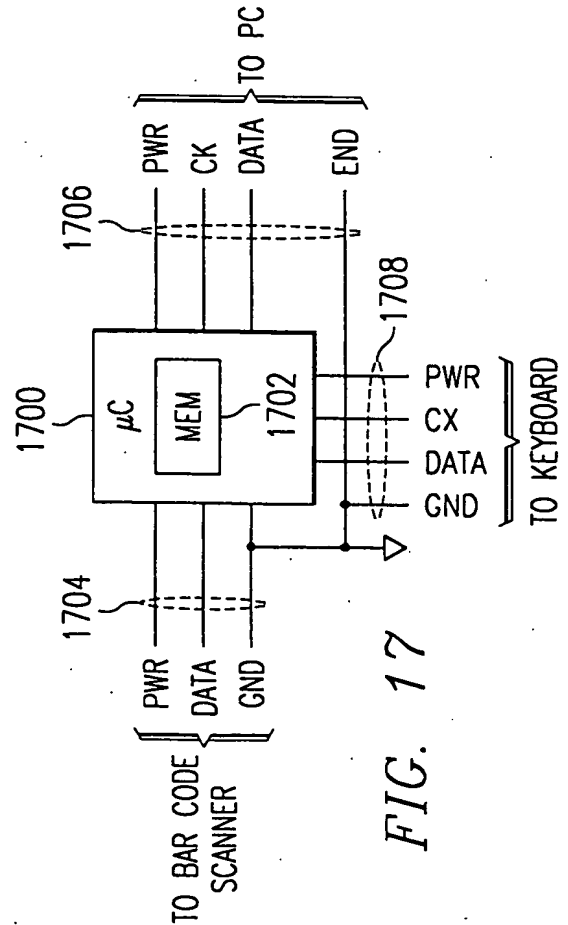 1704
1700
1706
PWR
DATA
GND
TO BAR CODE
SCANNER
μC
MEM
1702
PWR
CK
DATA
END
TO PC
1708
PWR
CX
DATA
GND
TO KEYBOARD
FIG. 17